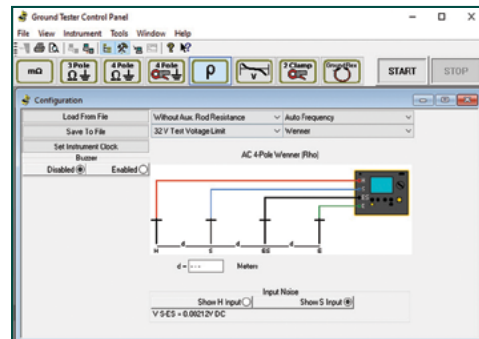 Ground Tester Control Panel
File View Instrument Tools Window Help
mΩ 3 Pole Ω 4 Pole Ω 4 Pole Ω ρ V 2 Clamp Ω GroundFlex START STOP
Configuration
Load From File Without Aux. Rod Resistance Auto Frequency
Save To File 32 V Test Voltage Limit Wenner
Set Instrument Clock
Buzzer
Disabled Enabled
AC 4-Pole Wenner (Rho)
H
S
ES
E
d d d
H S ES E
d = --- Meters
Input Noise
Show H Input Show S Input
V S-ES = 0.00212V DC